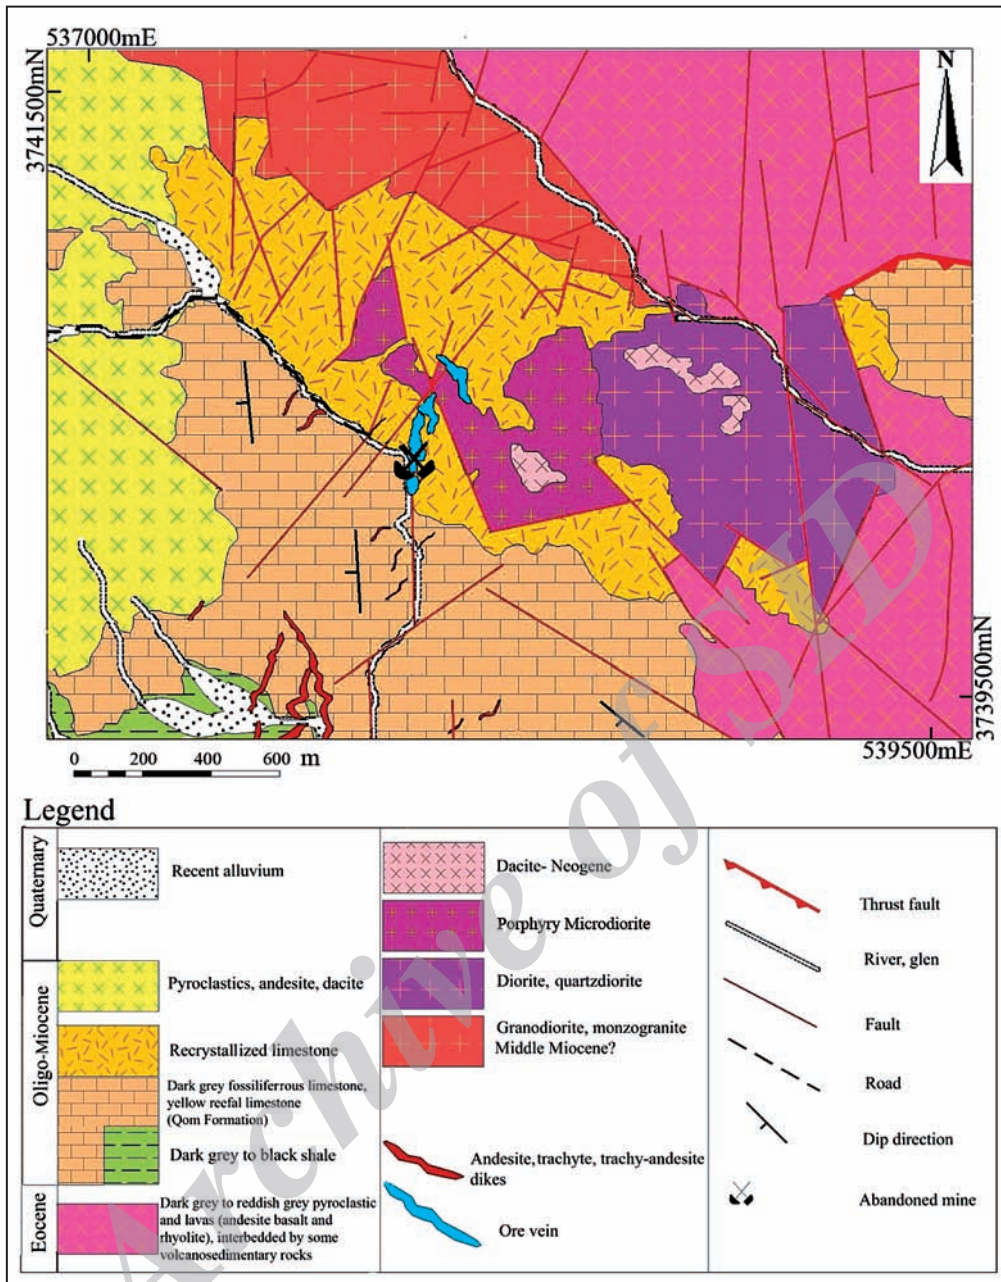 537000mE
3741500mN
N
3739500mN
539500mE
0 200 400 600 m
Legend
Quaternary
Recent alluvium
Oligo-Miocene
Pyroclastics, andesite, dacite
Recrystallized limestone
Dark grey fossiliferrous limestone,
yellow reefal limestone
(Qom Formation)
Dark grey to black shale
Eocene
Dark grey to reddish grey pyroclastic
and lavas (andesite basalt and
rhyolite), interbedded by some
volcanosedimentary rocks
Dacite- Neogene
Porphyry Microdiorite
Diorite, quartzdiorite
Granodiorite, monzogranite
Middle Miocene?
Andesite, trachyte, trachy-andesite
dikes
Ore vein
Thrust fault
River, glen
Fault
Road
Dip direction
Abandoned mine
Archive of SID